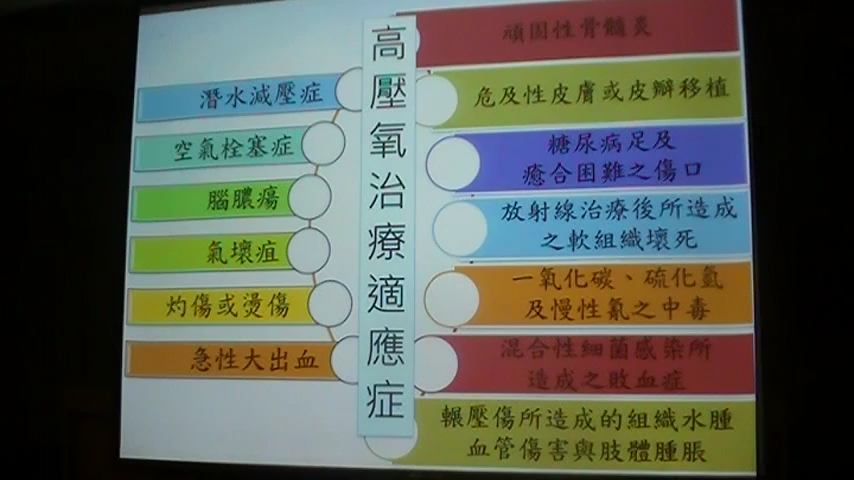 高壓氧治療適應症
潛水減壓症
空氣栓塞症
腦膿瘍
氣壞疽
灼傷或燙傷
急性大出血
頑固性骨髓炎
危及性皮膚或皮瓣移植
糖尿病足及
癒合困難之傷口
放射線治療後所造成
之軟組織壞死
一氧化碳、硫化氫
及慢性氰之中毒
混合性細菌感染所
造成之敗血症
輾壓傷所造成的組織水腫
血管傷害與肢體腫脹